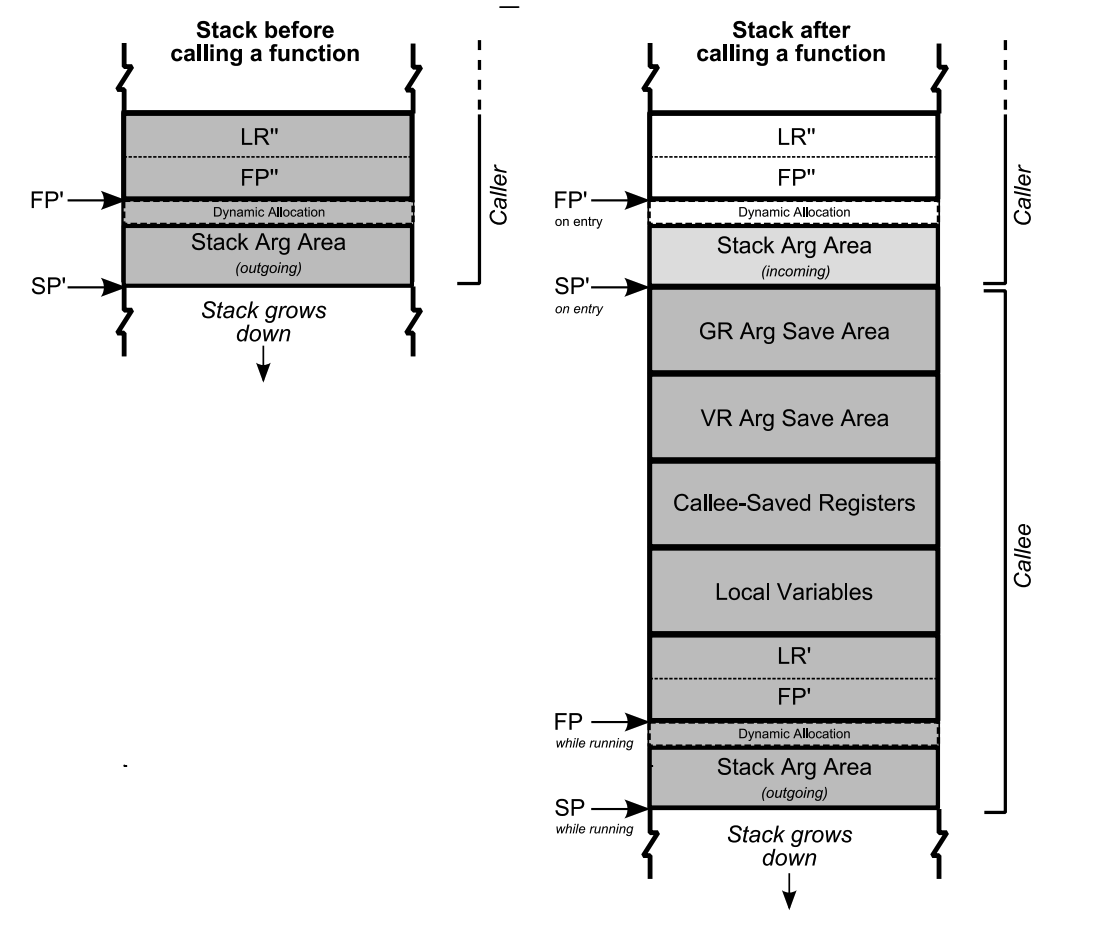 Stack before
calling a function
LR"
FP"
FP'
Dynamic Allocation
Stack Arg Area
(outgoing)
SP'
Stack grows
down
Caller
Stack after
calling a function
LR"
FP"
FP'
on entry
Dynamic Allocation
Stack Arg Area
(incoming)
SP'
on entry
Caller
GR Arg Save Area
VR Arg Save Area
Callee-Saved Registers
Local Variables
LR'
FP'
FP
while running
Dynamic Allocation
Stack Arg Area
(outgoing)
SP
while running
Callee
Stack grows
down